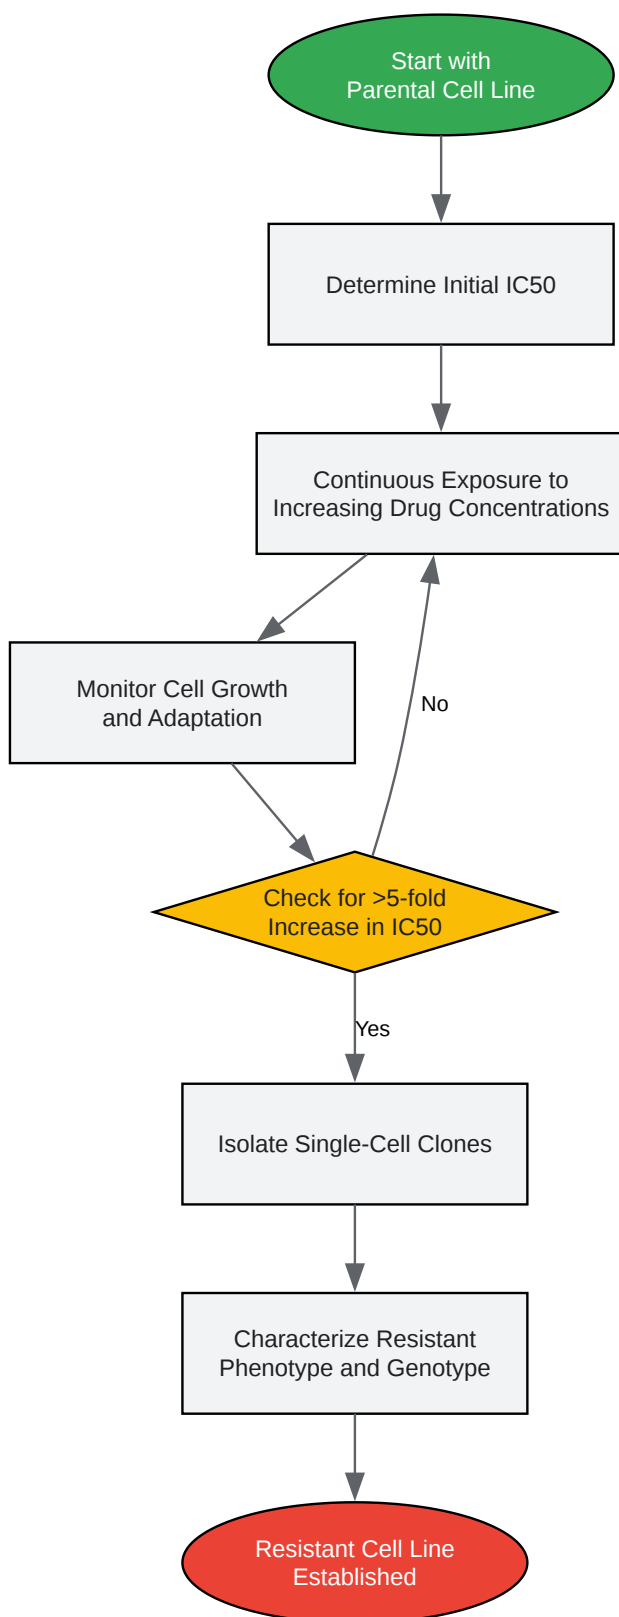 Start with
Parental Cell Line
Determine Initial IC50
Continuous Exposure to
Increasing Drug Concentrations
Monitor Cell Growth
and Adaptation
No
Check for >5-fold
Increase in IC50
Yes
Isolate Single-Cell Clones
Characterize Resistant
Phenotype and Genotype
Resistant Cell Line
Established